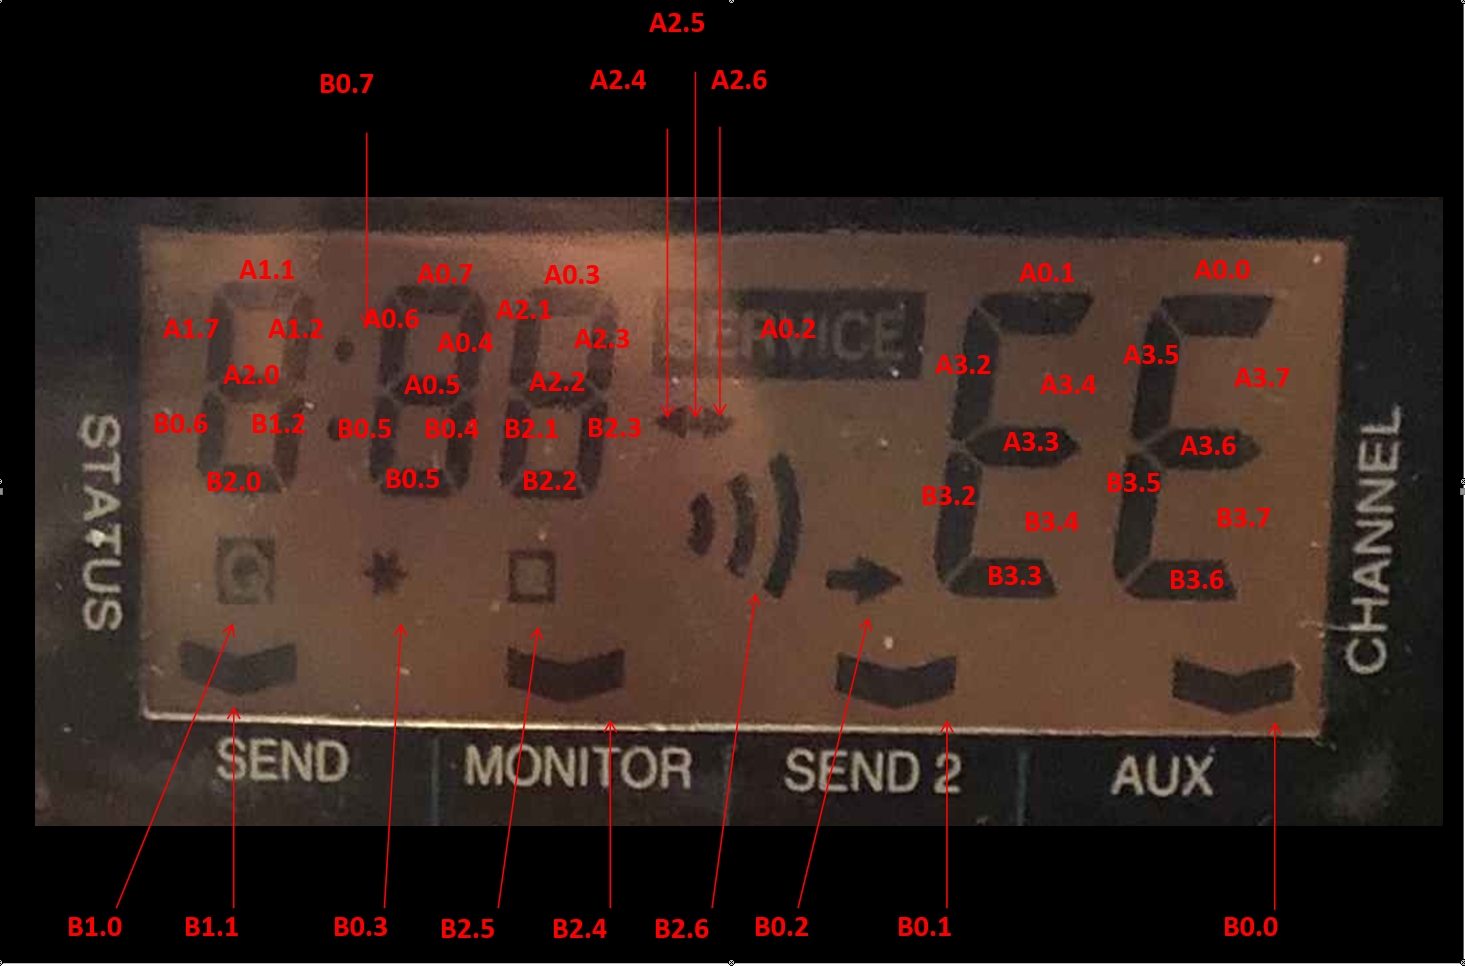 A2.5
B0.7 A2.4 A2.6
A1.1 A0.7 A0.3 A0.1 A0.0
A1.7 A1.2 A0.6 A2.1 SERVICE A0.2
A0.4 A2.3 A3.2 A3.5
A2.0 A0.5 A2.2 A3.4 A3.7
B0.6 B1.2 B0.5 B0.4 B2.1 B2.3 A3.3 A3.6
B2.0 B0.5 B2.2 B3.2 B3.5
B3.4 B3.7
B3.3 B3.6
STATUS
CHANNEL
SEND MONITOR SEND 2 AUX
B1.0 B1.1 B0.3 B2.5 B2.4 B2.6 B0.2 B0.1 B0.0